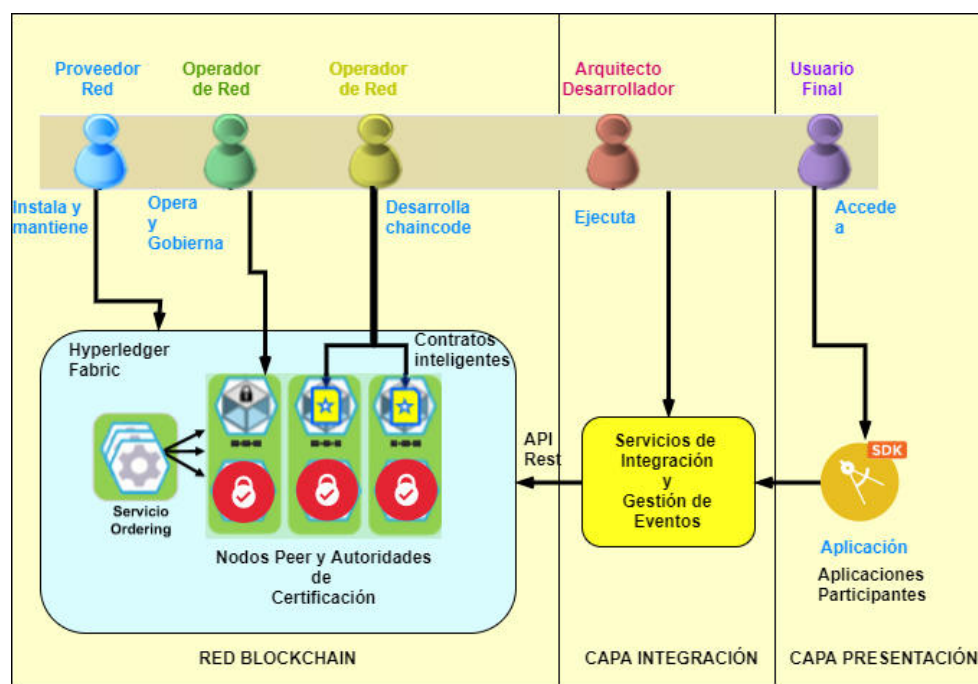 Proveedor
Red
Operador
de Red
Operador
de Red
Arquitecto
Desarrollador
Usuario
Final
Instala y
mantiene
Opera
y
Gobierna
Desarrolla
chaincode
Ejecuta
Accede
a
Hyperledger
Fabric
Contratos
inteligentes
Servicio
Ordering
Nodos Peer y Autoridades
de
Certificación
API
Rest
Servicios de
Integración
y
Gestión de
Eventos
SDK
Aplicación
Aplicaciones
Participantes
RED BLOCKCHAIN
CAPA INTEGRACIÓN
CAPA PRESENTACIÓN